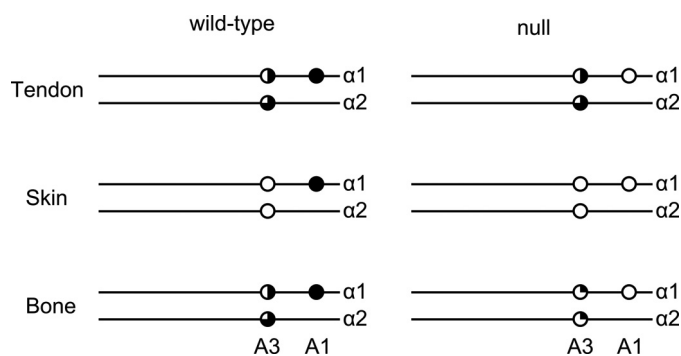 wild-type null
Tendon α1 α1
α2 α2
Skin α1 α1
α2 α2
Bone α1 α1
α2 α2
A3 A1 A3 A1